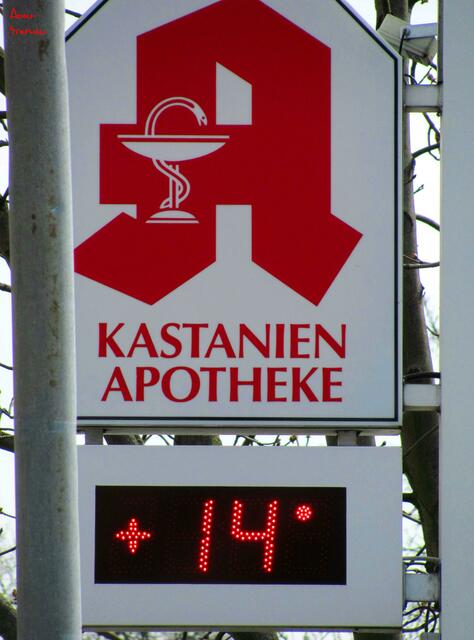 KASTANIEN
APOTHEKE
+ 14°